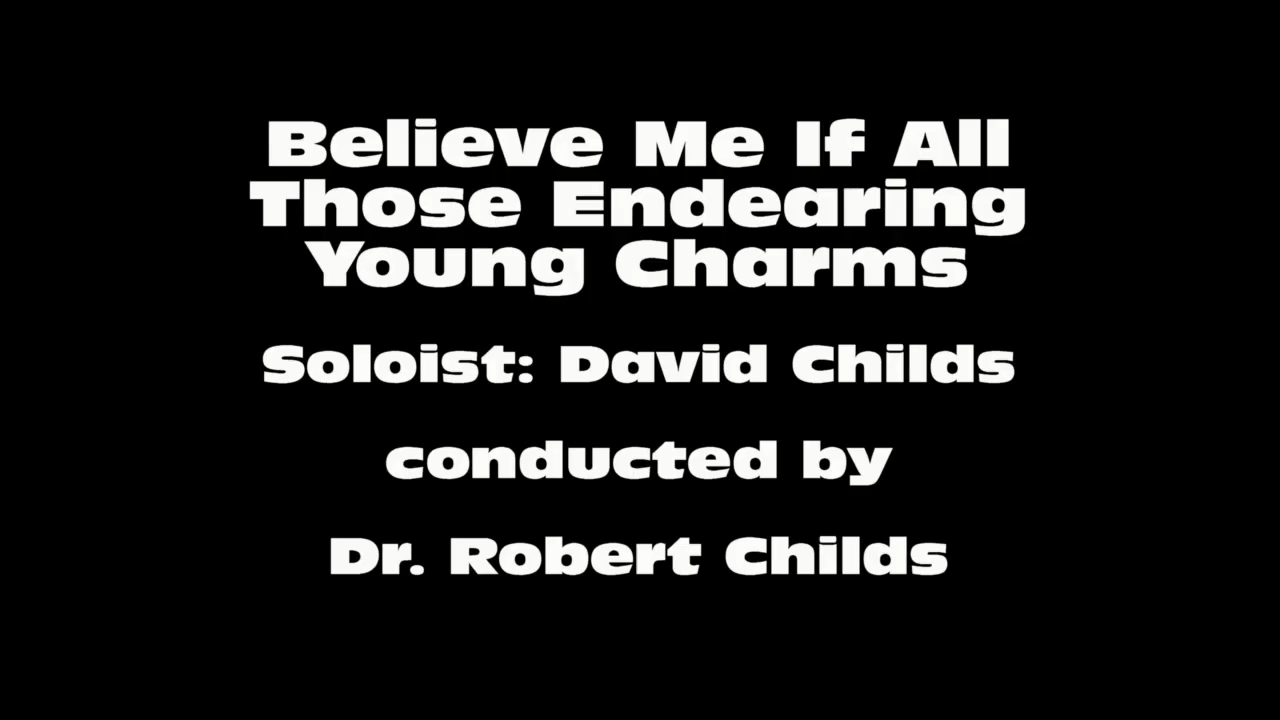 Believe Me If All
Those Endearing
Young Charms
Soloist: David Childs
conducted by
Dr. Robert Childs